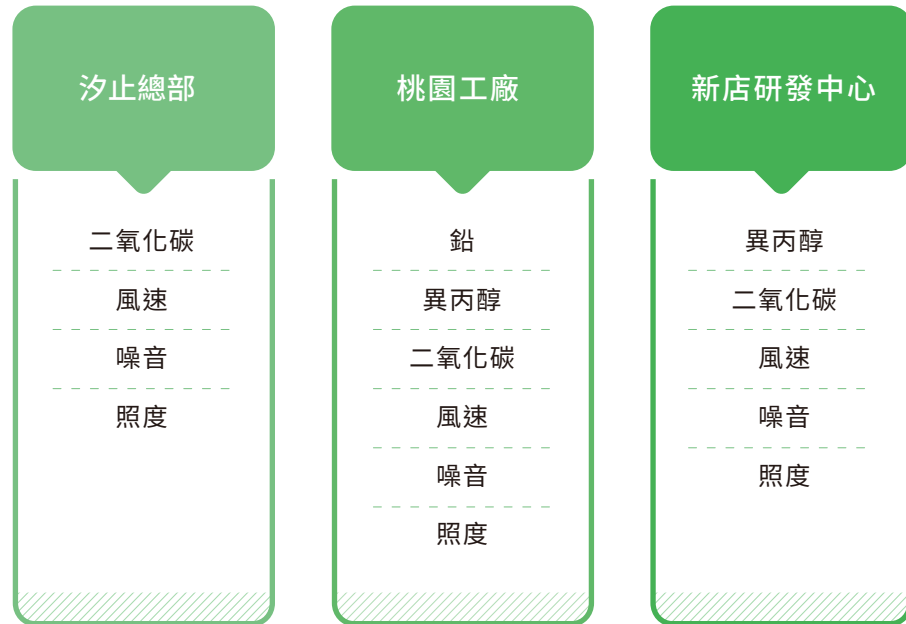 汐止總部
二氧化碳
風速
噪音
照度
桃園工廠
鉛
異丙醇
二氧化碳
風速
噪音
照度
新店研發中心
異丙醇
二氧化碳
風速
噪音
照度